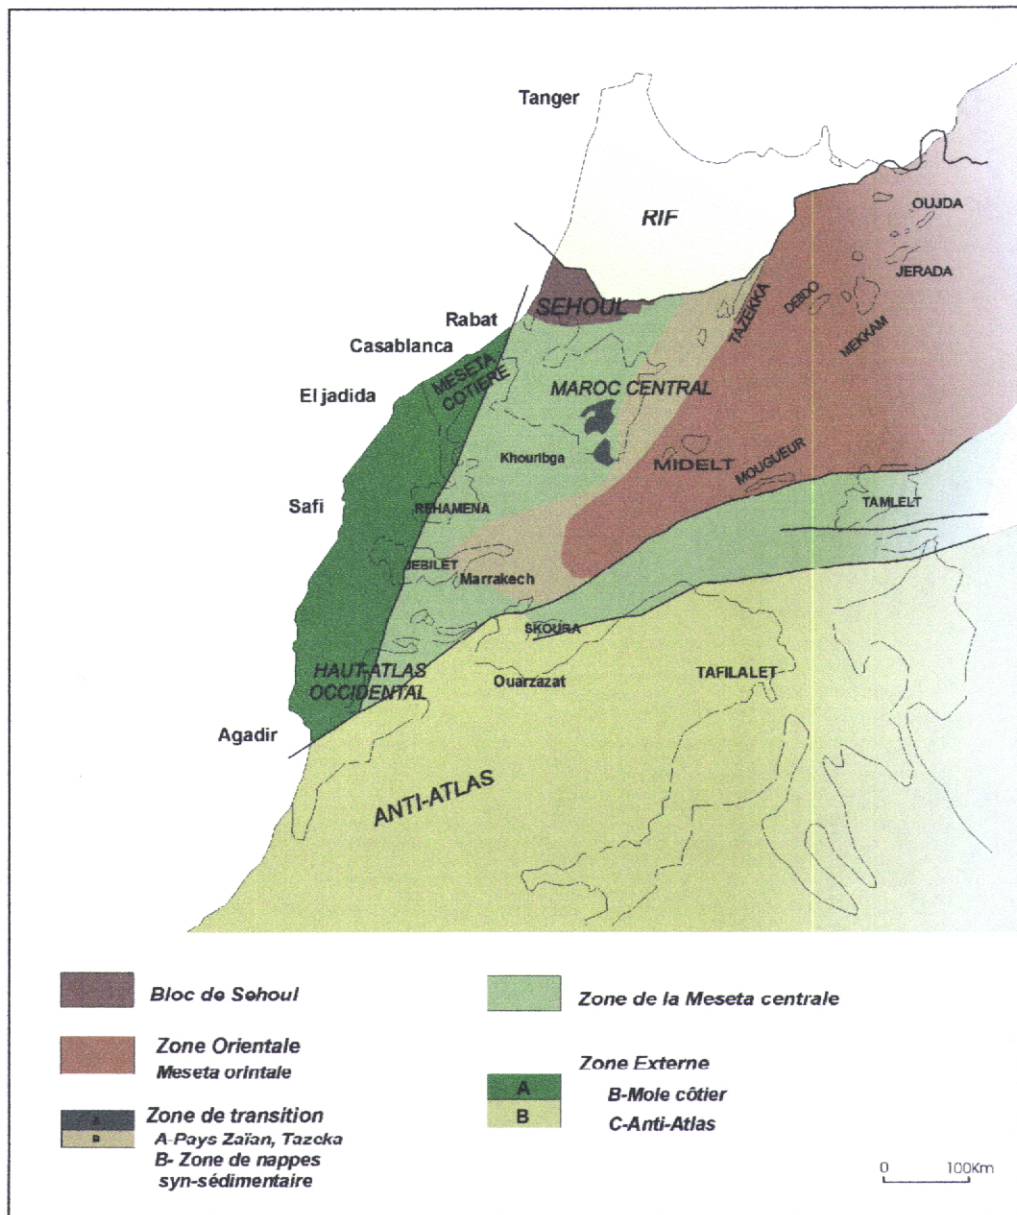 Tanger
RIF
OUJDA
JERADA
DEBDO
MEKKAM
TAZEKKA
SEHOUL
Rabat
Casablanca
MESETA
COTIERE
El jadida
MAROC CENTRAL
Khouribga
MIDELT
MOUGUEUR
TAMLELT
Safi
REHAMENA
JEBILET
Marrakech
SKOURA
HAUT-ATLAS
OCCIDENTAL
Ouarzazat
TAFILALET
Agadir
ANTI-ATLAS
Bloc de Sehoul
Zone de la Meseta centrale
Zone Orientale
Meseta orintale
Zone Externe
A
B-Mole côtier
B
C-Anti-Atlas
A
Zone de transition
B
A-Pays Zaïan, Tazeka
B- Zone de nappes
syn-sédimentaire
0 100Km